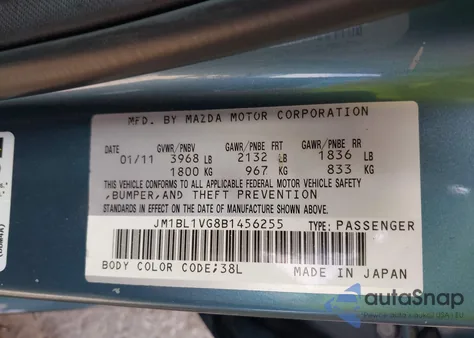 MFD. BY MAZDA MOTOR CORPORATION
DATE GVWR/PNBV GAWR/PNBE FRT GAWR/PNBE RR
01/11 3968 LB 2132 LB 1836 LB
1800 KG 967 KG 833 KG
THIS VEHICLE CONFORMS TO ALL APPLICABLE FEDERAL MOTOR VEHICLE SAFETY
,BUMPER,AND THEFT PREVENTION
STANDARDS IN EFFECT ON THE DATE OF MANUFACTURE SHOWN ABOVE.
JM1BL1VG8B1456255 TYPE: PASSENGER
BODY COLOR CODE;38L MADE IN JAPAN
autoSnap